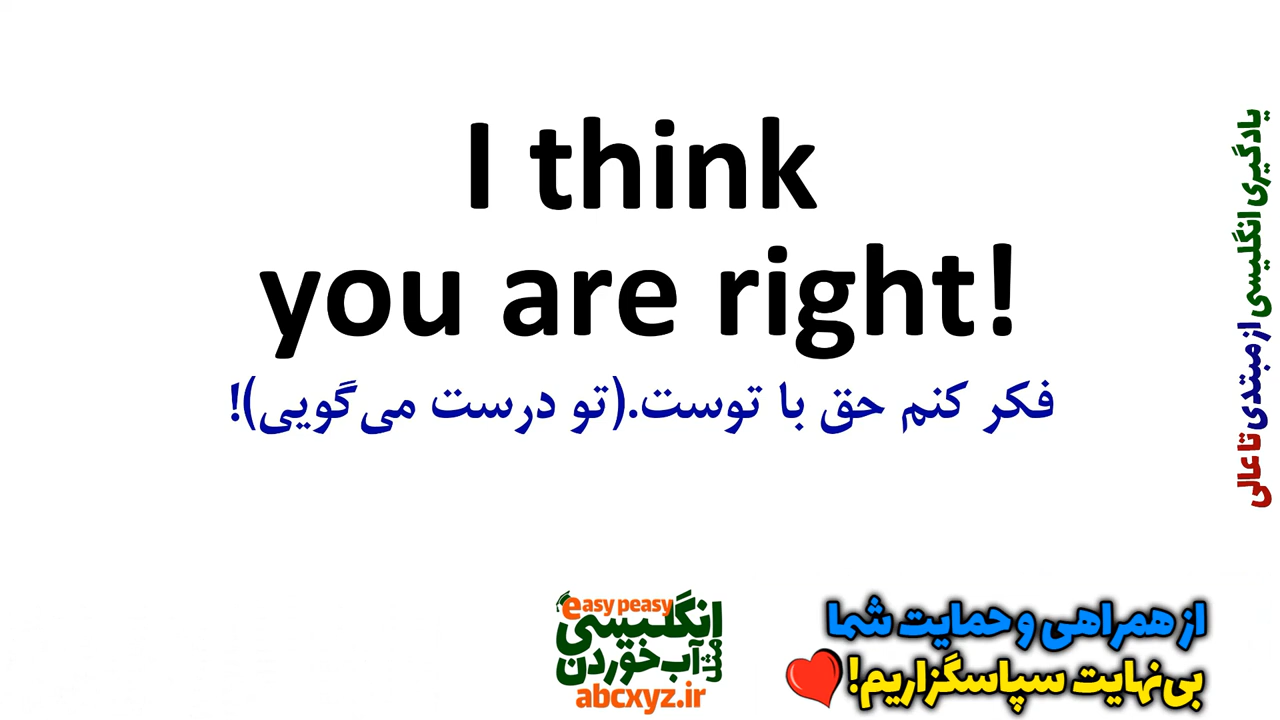 I think
you are right!
فکر کنم حق با توست.(تو درست می‌گویی)!
یادگیری انگلیسی از مبتدی تا عالی
easy peasy
انگلیسی
مثل آب خوردن
abcxyz.ir
از همراهی و حمایت شما
بی‌نهایت سپاسگزاریم!